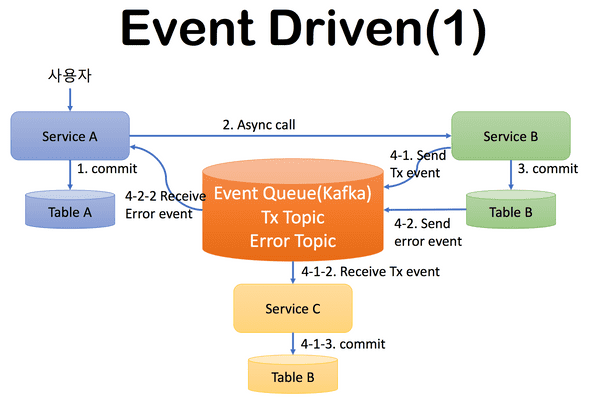 Event Driven(1)
사용자
Service A
2. Async call
Service B
1. commit
4-1. Send
Tx event
3. commit
Table A
4-2-2 Receive
Error event
Event Queue(Kafka)
Tx Topic
Error Topic
4-2. Send
error event
Table B
4-1-2. Receive Tx event
Service C
4-1-3. commit
Table B